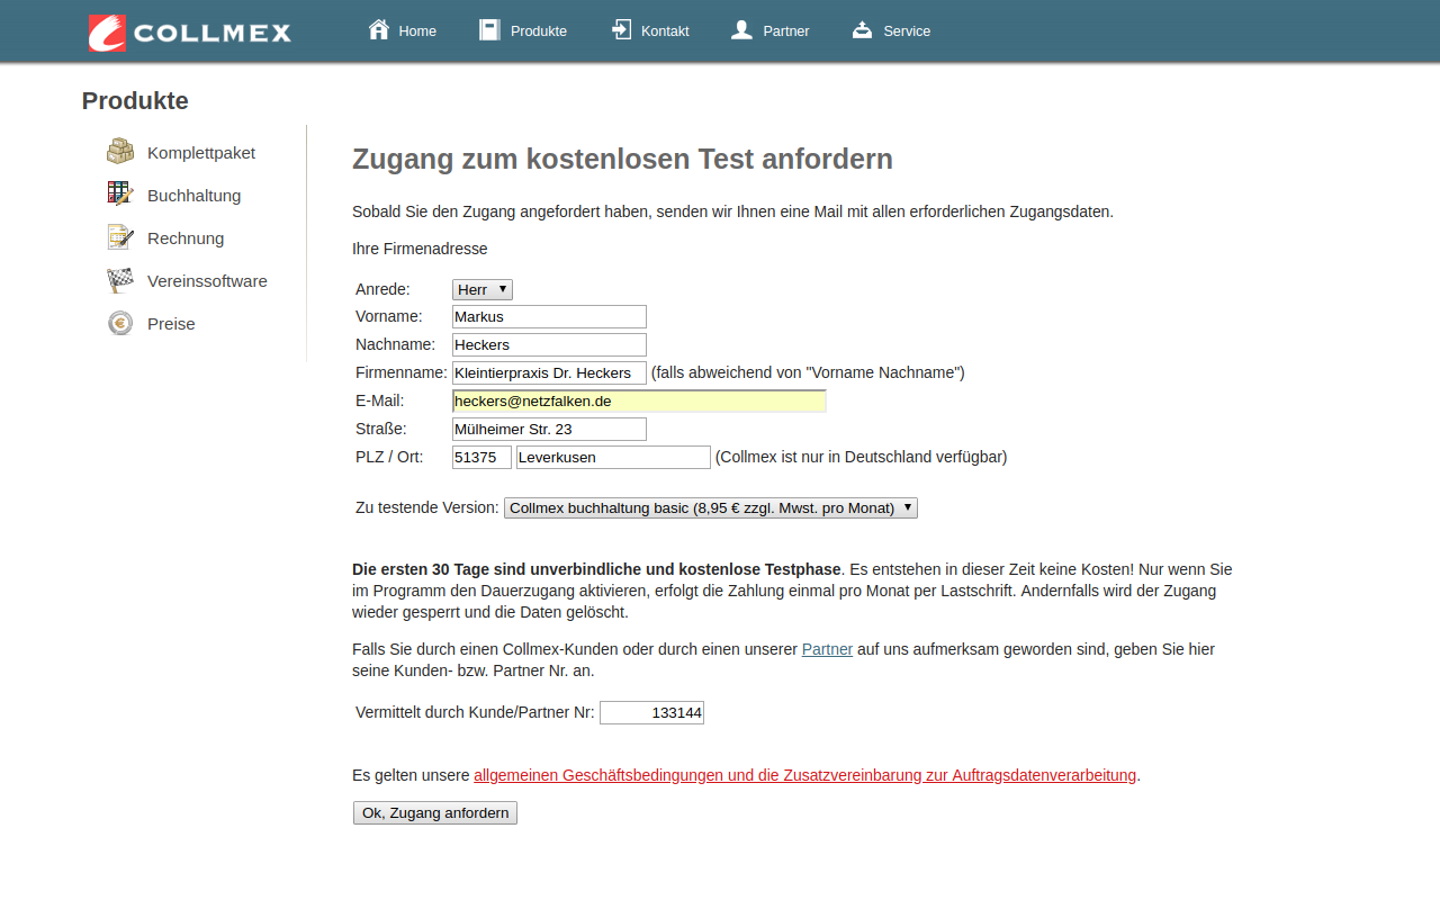 COLLMEX
Home Produkte Kontakt Partner Service
Produkte
Komplettpaket
Buchhaltung
Rechnung
Vereinssoftware
Preise
Zugang zum kostenlosen Test anfordern
Sobald Sie den Zugang angefordert haben, senden wir Ihnen eine Mail mit allen erforderlichen Zugangsdaten.
Ihre Firmenadresse
Anrede: Herr
Vorname: Markus
Nachname: Heckers
Firmenname: Kleintierpraxis Dr. Heckers (falls abweichend von "Vorname Nachname")
E-Mail: heckers@netzfalken.de
Straße: Mülheimer Str. 23
PLZ / Ort: 51375 Leverkusen (Collmex ist nur in Deutschland verfügbar)
Zu testende Version: Collmex buchhaltung basic (8,95 € zzgl. Mwst. pro Monat)
Die ersten 30 Tage sind unverbindliche und kostenlose Testphase. Es entstehen in dieser Zeit keine Kosten! Nur wenn Sie
im Programm den Dauerzugang aktivieren, erfolgt die Zahlung einmal pro Monat per Lastschrift. Andernfalls wird der Zugang
wieder gesperrt und die Daten gelöscht.
Falls Sie durch einen Collmex-Kunden oder durch einen unserer Partner auf uns aufmerksam geworden sind, geben Sie hier
seine Kunden- bzw. Partner Nr. an.
Vermittelt durch Kunde/Partner Nr: 133144
Es gelten unsere allgemeinen Geschäftsbedingungen und die Zusatzvereinbarung zur Auftragsdatenverarbeitung.
Ok, Zugang anfordern